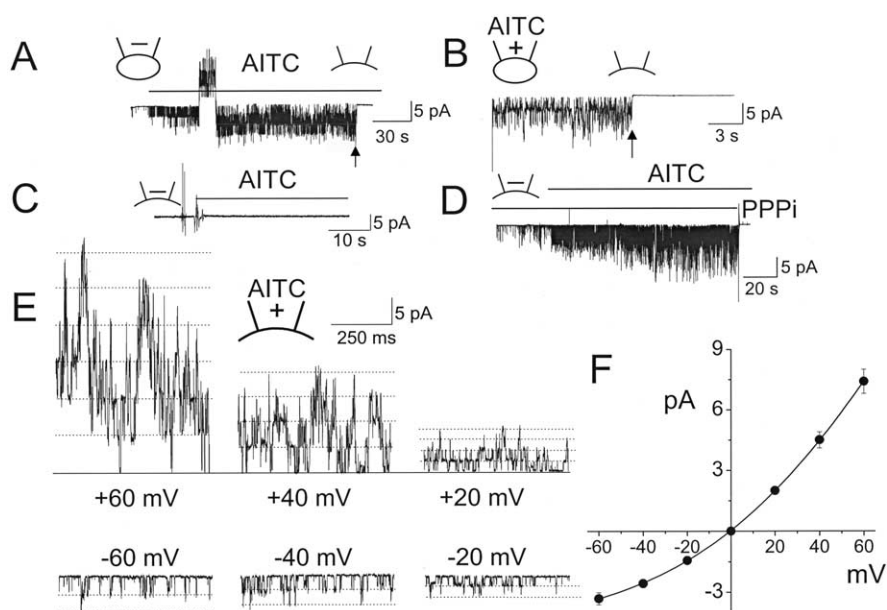 A
−
AITC
5 pA
30 s
B
AITC
+
5 pA
3 s
C
−
AITC
5 pA
10 s
D
−
AITC
PPPi
5 pA
20 s
E
AITC
+
5 pA
250 ms
+60 mV
+40 mV
+20 mV
-60 mV
-40 mV
-20 mV
F
pA
9
6
3
-3
-60 -40 -20 20 40 60
mV